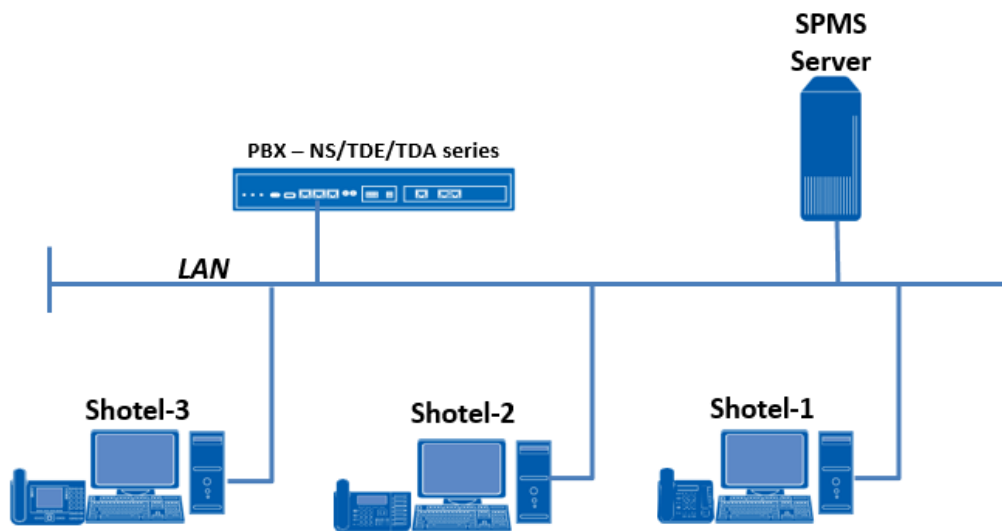 SPMS
Server
PBX – NS/TDE/TDA series
LAN
Shotel-3
Shotel-2
Shotel-1